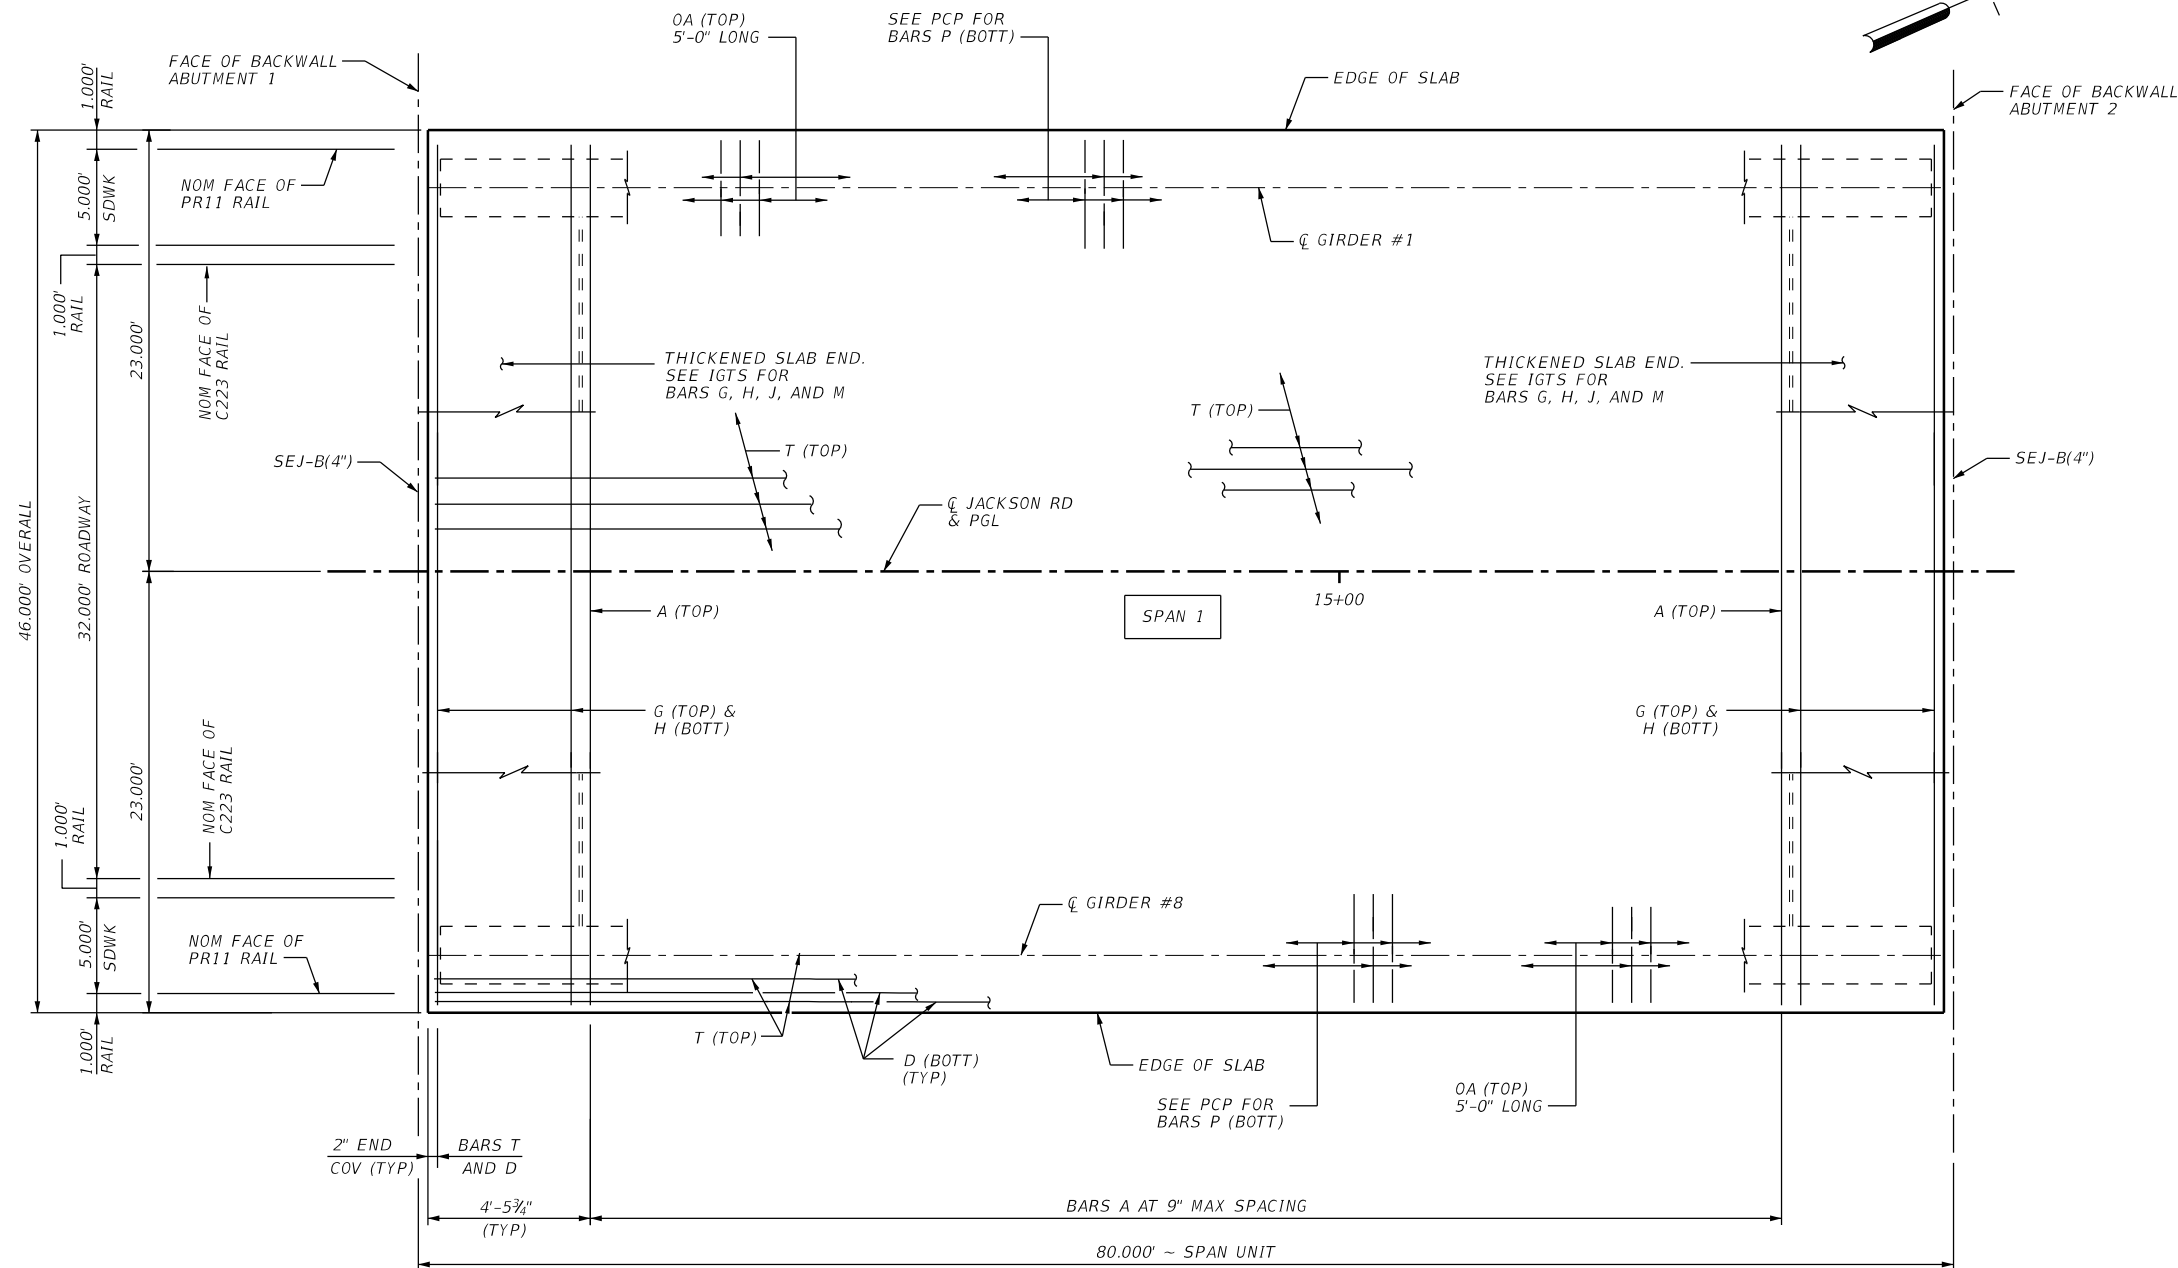 OA (TOP)
5'-0" LONG
SEE PCP FOR
BARS P (BOTT)
FACE OF BACKWALL
ABUTMENT 1
EDGE OF SLAB
FACE OF BACKWALL
ABUTMENT 2
1.000'
RAIL
NOM FACE OF
PR11 RAIL
5.000'
SDWK
℄ GIRDER #1
1.000'
RAIL
23.000'
NOM FACE OF
C223 RAIL
THICKENED SLAB END.
SEE IGTS FOR
BARS G, H, J, AND M
THICKENED SLAB END.
SEE IGTS FOR
BARS G, H, J, AND M
T (TOP)
T (TOP)
SEJ-B(4")
SEJ-B(4")
℄ JACKSON RD
& PGL
46.000' OVERALL
32.000' ROADWAY
15+00
SPAN 1
A (TOP)
A (TOP)
G (TOP) &
H (BOTT)
G (TOP) &
H (BOTT)
23.000'
NOM FACE OF
C223 RAIL
1.000'
RAIL
℄ GIRDER #8
5.000'
SDWK
NOM FACE OF
PR11 RAIL
1.000'
RAIL
T (TOP)
D (BOTT)
(TYP)
EDGE OF SLAB
SEE PCP FOR
BARS P (BOTT)
OA (TOP)
5'-0" LONG
2" END
COV (TYP)
BARS T
AND D
4'-5¾"
(TYP)
BARS A AT 9" MAX SPACING
80.000' ~ SPAN UNIT